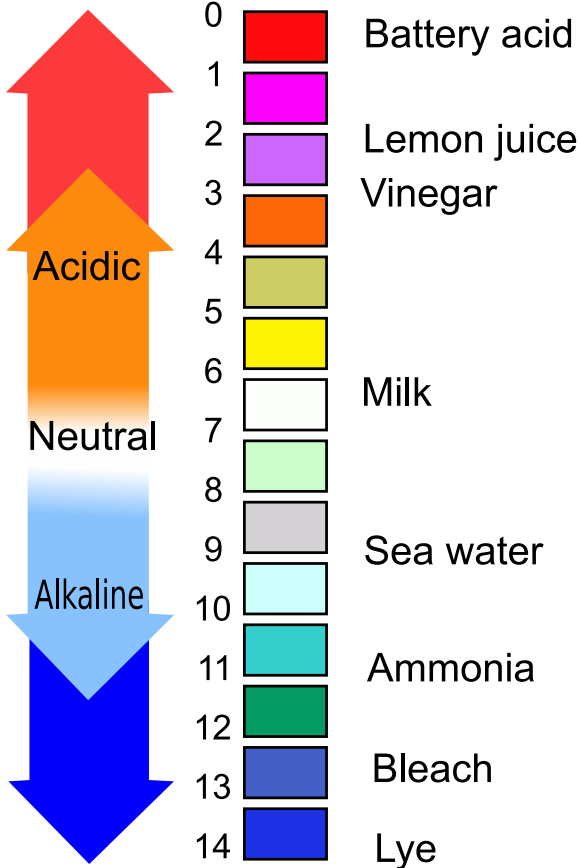 0
Battery acid
1
2
Lemon juice
3
Vinegar
4
Acidic
5
6
Milk
7
Neutral
8
9
Sea water
Alkaline
10
11
Ammonia
12
Bleach
13
14
Lye